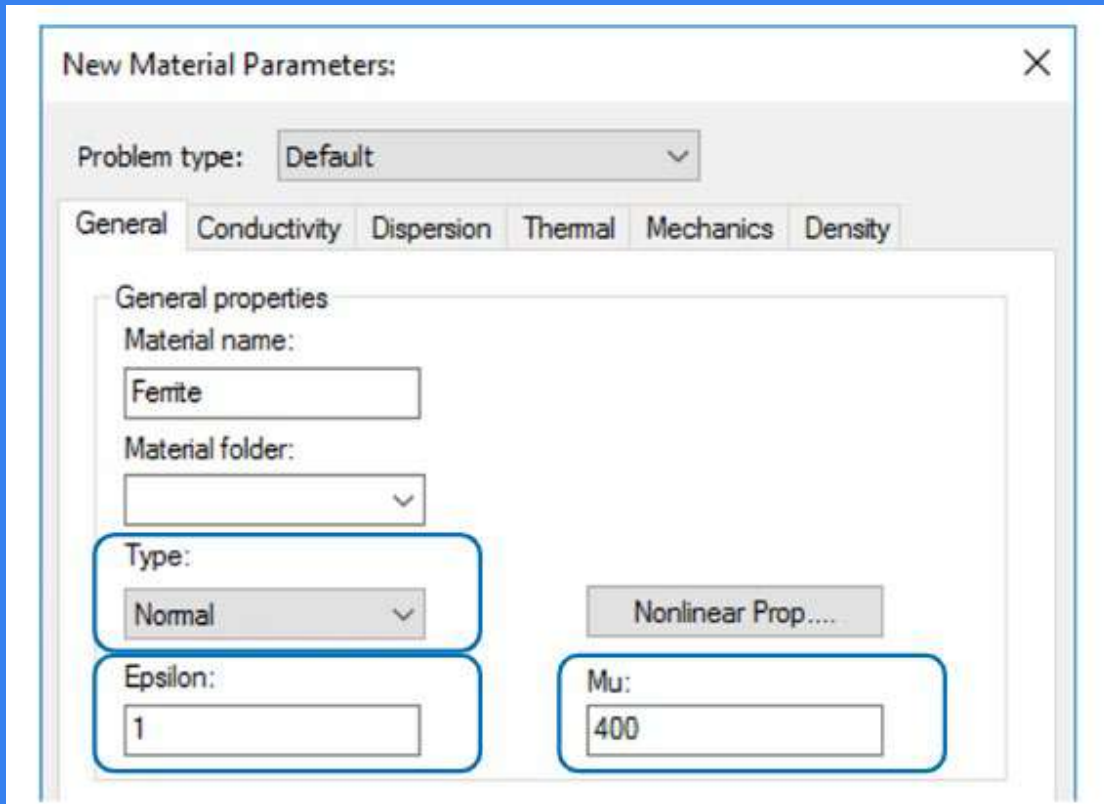 New Material Parameters:
Problem type: Default
General Conductivity Dispersion Thermal Mechanics Density
General properties
Material name:
Ferrite
Material folder:
Type:
Normal Nonlinear Prop....
Epsilon: Mu:
1 400